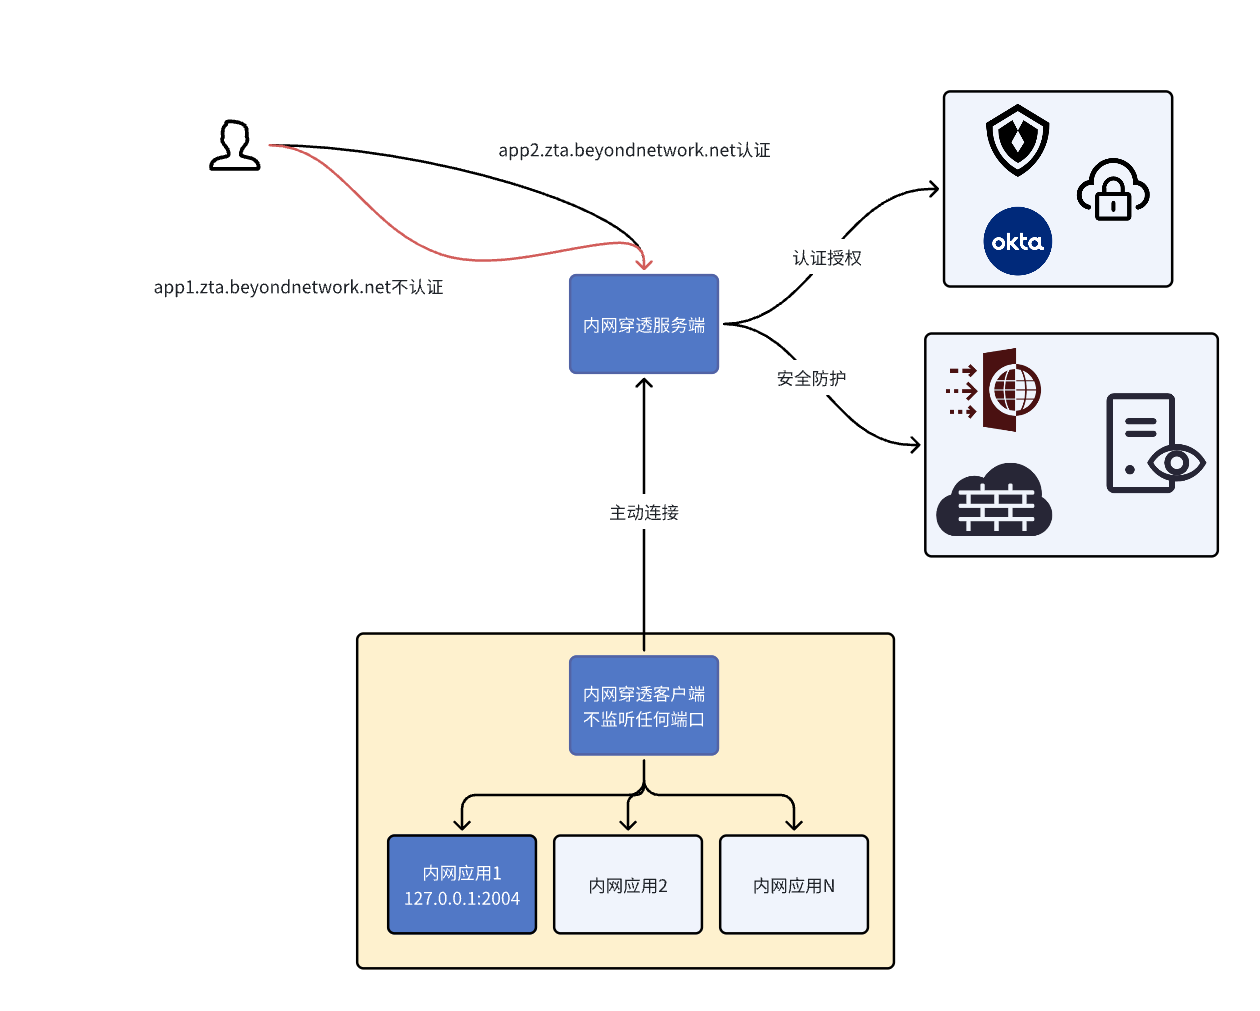 app2.zta.beyondnetwork.net认证
认证授权
okta
app1.zta.beyondnetwork.net不认证
内网穿透服务端
安全防护
主动连接
内网穿透客户端
不监听任何端口
内网应用1
127.0.0.1:2004
内网应用2
内网应用N